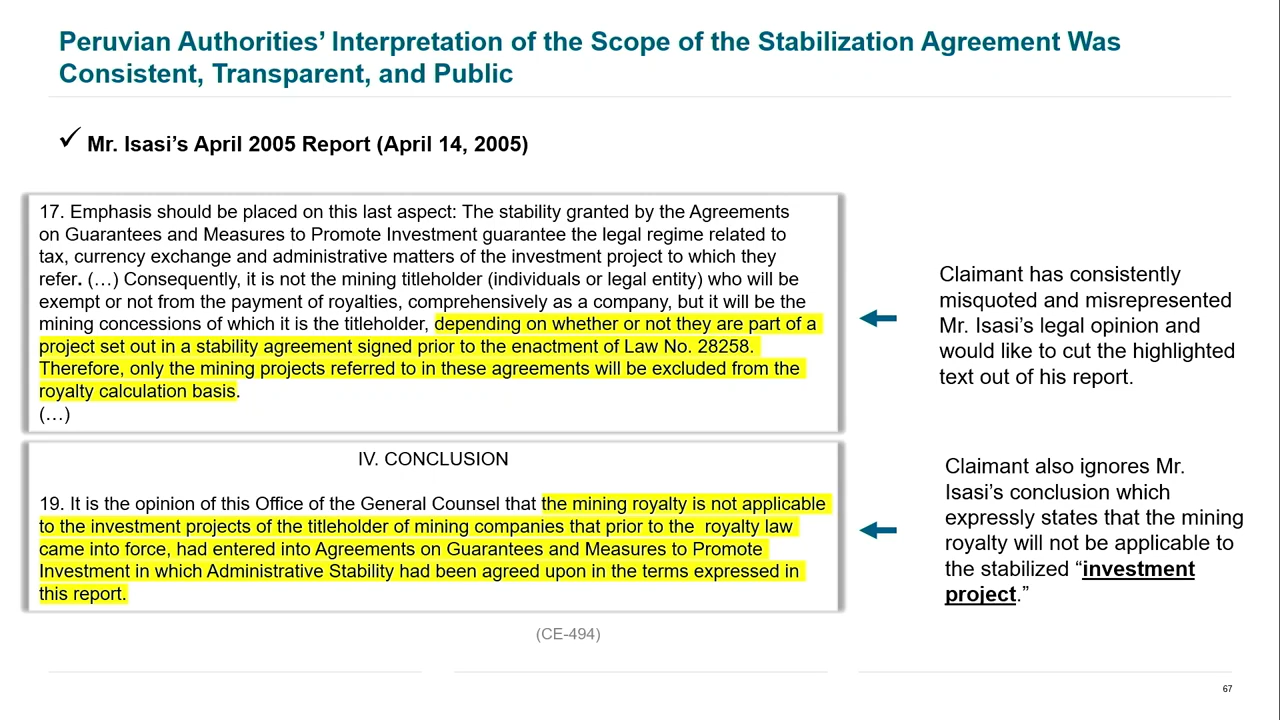 Peruvian Authorities’ Interpretation of the Scope of the Stabilization Agreement Was
Consistent, Transparent, and Public
✓ Mr. Isasi’s April 2005 Report (April 14, 2005)
17. Emphasis should be placed on this last aspect: The stability granted by the Agreements
on Guarantees and Measures to Promote Investment guarantee the legal regime related to
tax, currency exchange and administrative matters of the investment project to which they
refer. (…) Consequently, it is not the mining titleholder (individuals or legal entity) who will be
exempt or not from the payment of royalties, comprehensively as a company, but it will be the
mining concessions of which it is the titleholder, depending on whether or not they are part of a
project set out in a stability agreement signed prior to the enactment of Law No. 28258.
Therefore, only the mining projects referred to in these agreements will be excluded from the
royalty calculation basis.
(…)
Claimant has consistently
misquoted and misrepresented
Mr. Isasi’s legal opinion and
would like to cut the highlighted
text out of his report.
IV. CONCLUSION
19. It is the opinion of this Office of the General Counsel that the mining royalty is not applicable
to the investment projects of the titleholder of mining companies that prior to the royalty law
came into force, had entered into Agreements on Guarantees and Measures to Promote
Investment in which Administrative Stability had been agreed upon in the terms expressed in
this report.
Claimant also ignores Mr.
Isasi’s conclusion which
expressly states that the mining
royalty will not be applicable to
the stabilized “investment
project.”
(CE-494)
67